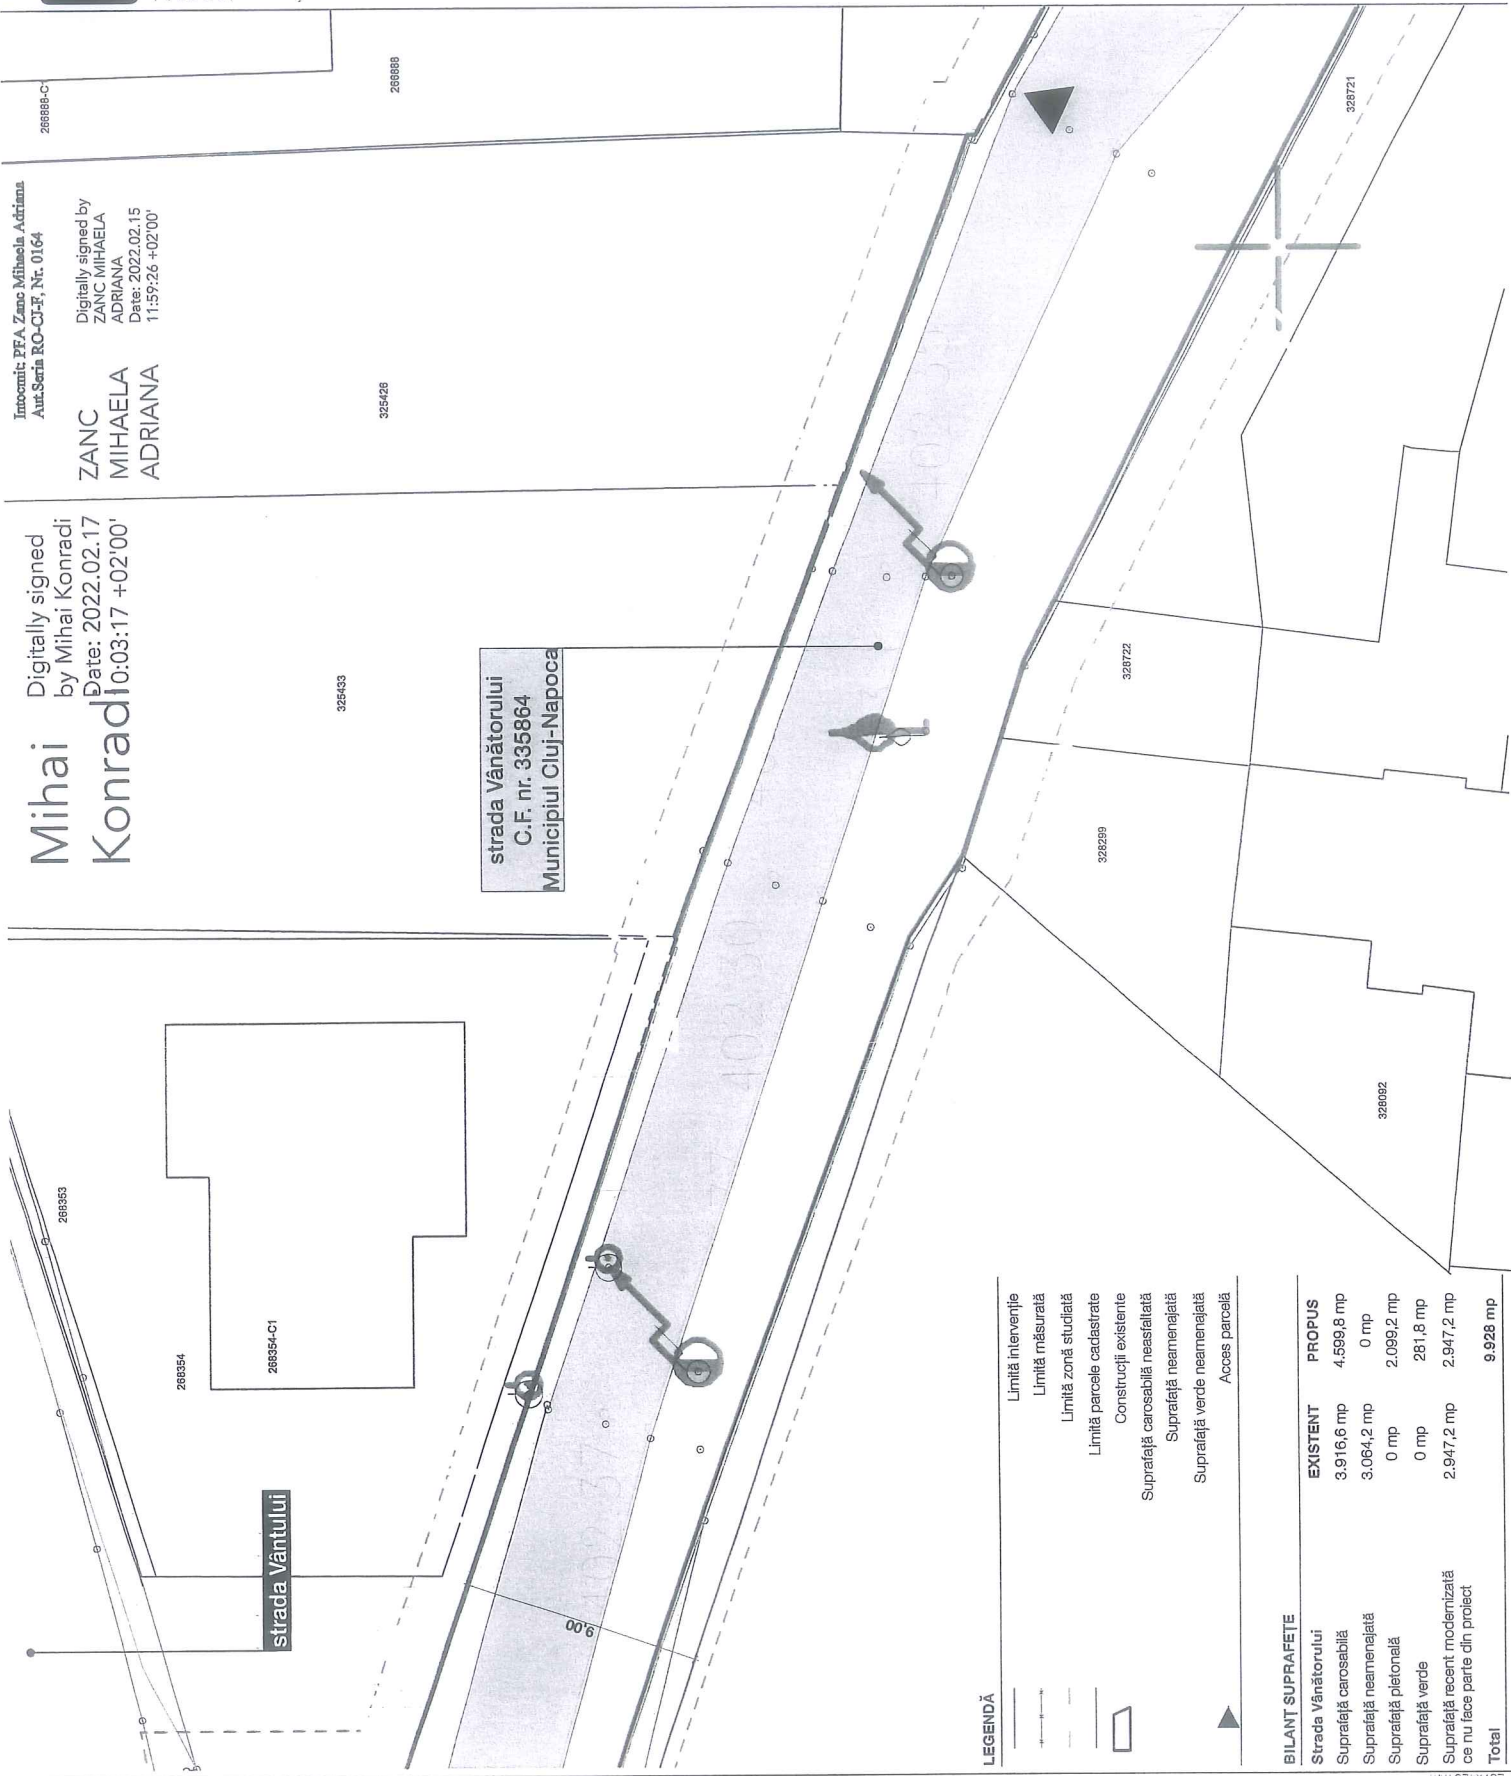 Intocmit: PFA Zanc Mihaela Adriana
Aut.Seria RO-CJ-F, Nr. 0164
ZANC
MIHAELA
ADRIANA
Digitally signed by
ZANC MIHAELA
ADRIANA
Date: 2022.02.15
11:59:26 +02'00'
Mihai
Konradi
Digitally signed
by Mihai Konradi
Date: 2022.02.17
10:03:17 +02'00'
266888-C1
266888
325426
325433
268353
268354
268354-C1
strada Vânătorului
C.F. nr. 335864
Municipiul Cluj-Napoca
strada Vântului
9,00
328721
328722
328299
328092
LEGENDĂ
Limită intervenție
Limită măsurată
Limită zonă studiată
Limită parcele cadastrate
Construcții existente
Suprafață carosabilă neasfaltată
Suprafață neamenajată
Suprafață verde neamenajată
Acces parcelă
BILANȚ SUPRAFEȚE
Strada Vânătorului EXISTENT PROPUS
Suprafață carosabilă 3.916,6 mp 4.599,8 mp
Suprafață neamenajată 3.064,2 mp 0 mp
Suprafață pietonală 0 mp 2.099,2 mp
Suprafață verde 0 mp 281,8 mp
Suprafață recent modernizată 2.947,2 mp 2.947,2 mp
ce nu face parte din proiect
Total 9.928 mp